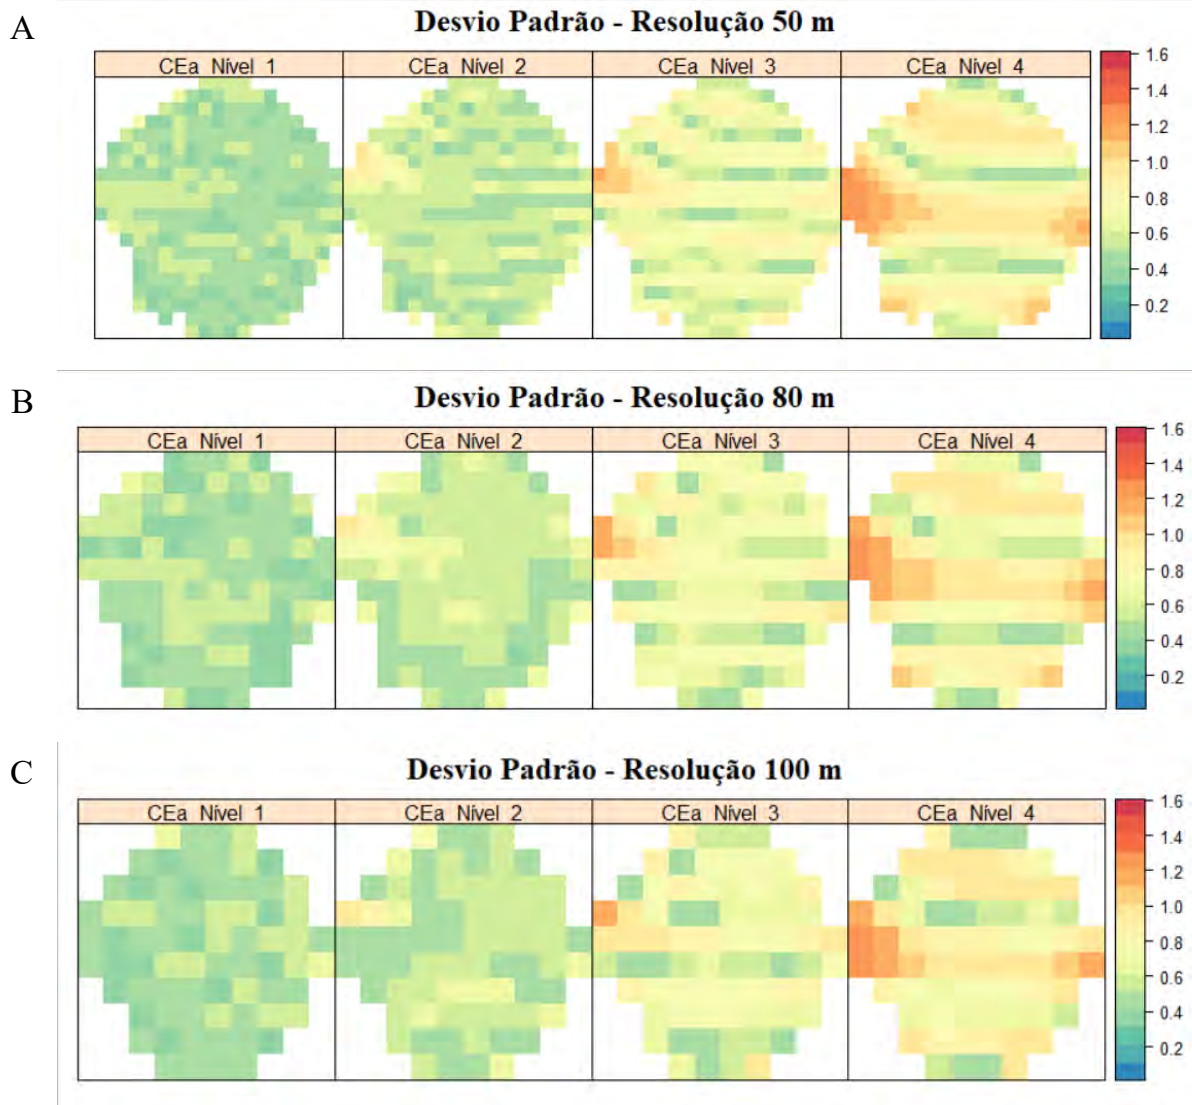 A
Desvio Padrão - Resolução 50 m
CEa Nível 1 CEa Nível 2 CEa Nível 3 CEa Nível 4
1.6
1.4
1.2
1.0
0.8
0.6
0.4
0.2
B
Desvio Padrão - Resolução 80 m
CEa Nível 1 CEa Nível 2 CEa Nível 3 CEa Nível 4
1.6
1.4
1.2
1.0
0.8
0.6
0.4
0.2
C
Desvio Padrão - Resolução 100 m
CEa Nível 1 CEa Nível 2 CEa Nível 3 CEa Nível 4
1.6
1.4
1.2
1.0
0.8
0.6
0.4
0.2